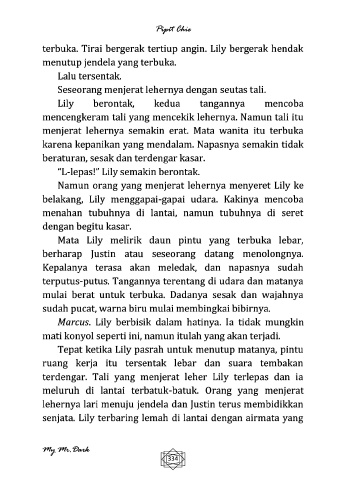 Pipit Chie
terbuka. Tirai bergerak tertiup angin. Lily bergerak hendak
menutup jendela yang terbuka.
Lalu tersentak.
Seseorang menjerat lehernya dengan seutas tali.
Lily berontak, kedua tangannya mencoba
mencengkeram tali yang mencekik lehernya. Namun tali itu
menjerat lehernya semakin erat. Mata wanita itu terbuka
karena kepanikan yang mendalam. Napasnya semakin tidak
beraturan, sesak dan terdengar kasar.
"L-lepas!" Lily semakin berontak.
Namun orang yang menjerat lehernya menyeret Lily ke
belakang, Lily menggapai-gapai udara. Kakinya mencoba
menahan tubuhnya di lantai, namun tubuhnya di seret
dengan begitu kasar.
Mata Lily melirik daun pintu yang terbuka lebar,
berharap Justin atau seseorang datang menolongnya.
Kepalanya terasa akan meledak, dan napasnya sudah
terputus-putus. Tangannya terentang di udara dan matanya
mulai berat untuk terbuka. Dadanya sesak dan wajahnya
sudah pucat, warna biru mulai membingkai bibirnya.
Marcus. Lily berbisik dalam hatinya. Ia tidak mungkin
mati konyol seperti ini, namun itulah yang akan terjadi.
Tepat ketika Lily pasrah untuk menutup matanya, pintu
ruang kerja itu tersentak lebar dan suara tembakan
terdengar. Tali yang menjerat leher Lily terlepas dan ia
meluruh di lantai terbatuk-batuk. Orang yang menjerat
lehernya lari menuju jendela dan Justin terus membidikkan
senjata. Lily terbaring lemah di lantai dengan airmata yang
My Mr.Dark
334